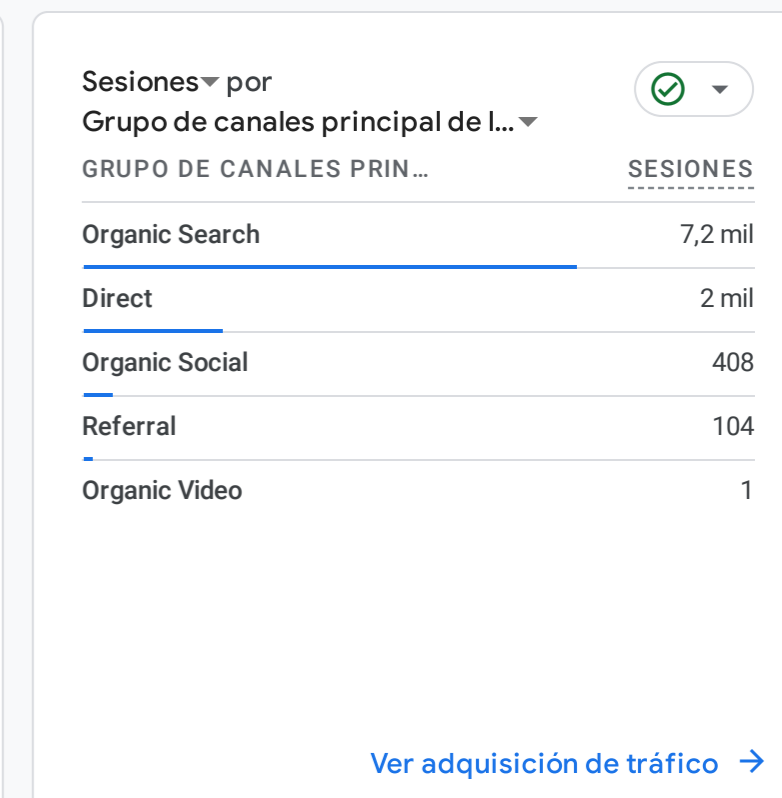 Sesiones por
Grupo de canales principal de l...
GRUPO DE CANALES PRIN... SESIONES
Organic Search 7,2 mil
Direct 2 mil
Organic Social 408
Referral 104
Organic Video 1
Ver adquisición de tráfico